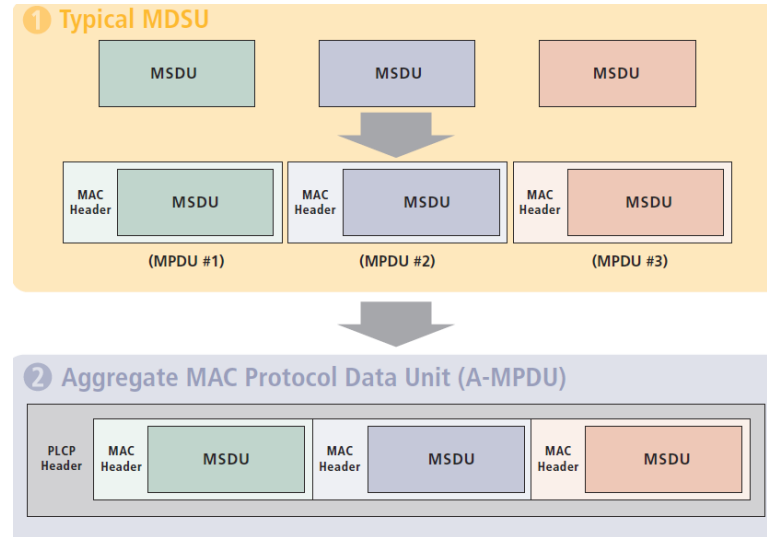 1 Typical MDSU
MSDU MSDU MSDU
MAC Header MSDU MAC Header MSDU MAC Header MSDU
(MPDU #1) (MPDU #2) (MPDU #3)
2 Aggregate MAC Protocol Data Unit (A-MPDU)
PLCP Header MAC Header MSDU MAC Header MSDU MAC Header MSDU